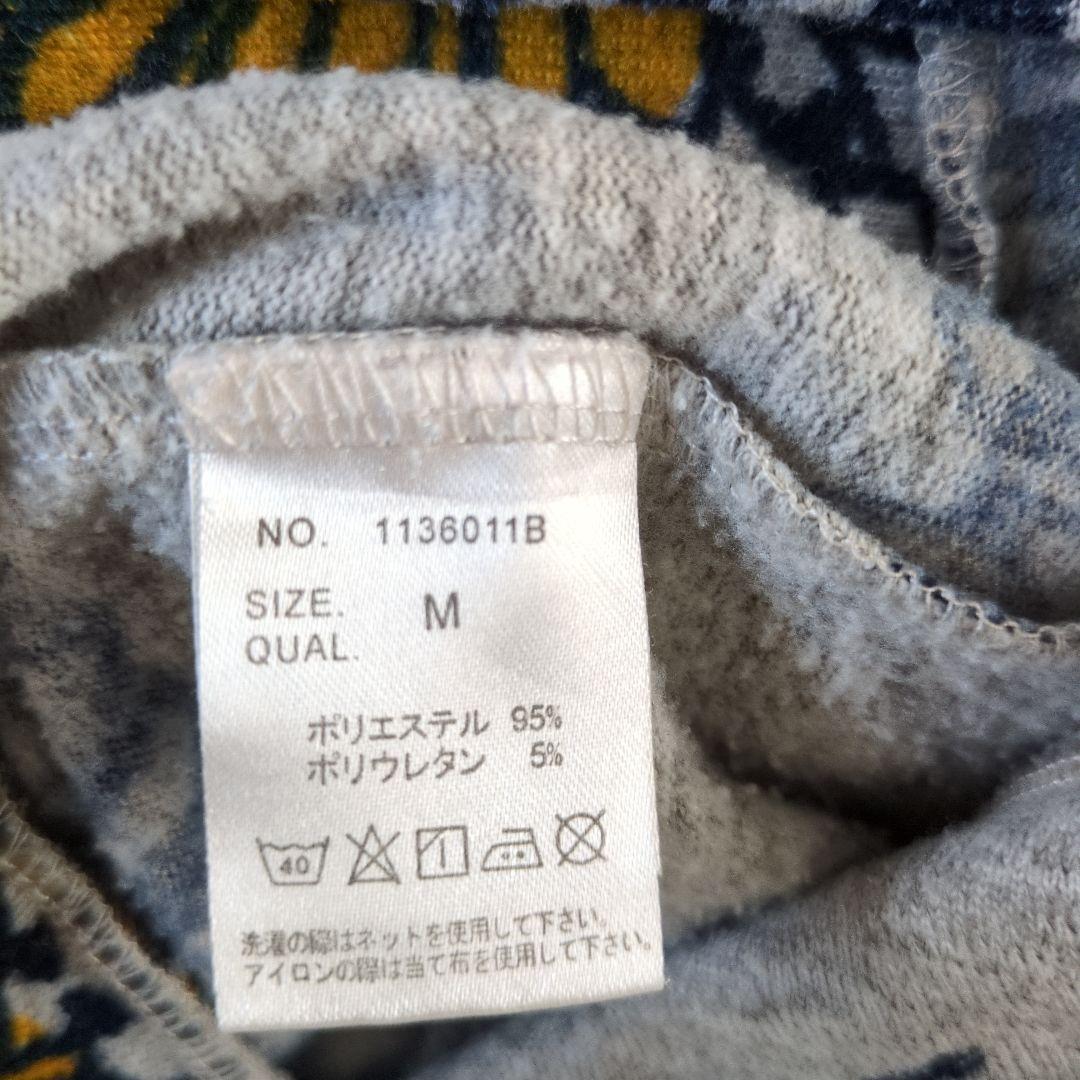 NO. 1136011B
SIZE. M
QUAL.
ポリエステル 95%
ポリウレタン 5%
40
洗濯の際はネットを使用して下さい。
アイロンの際は当て布を使用して下さい。